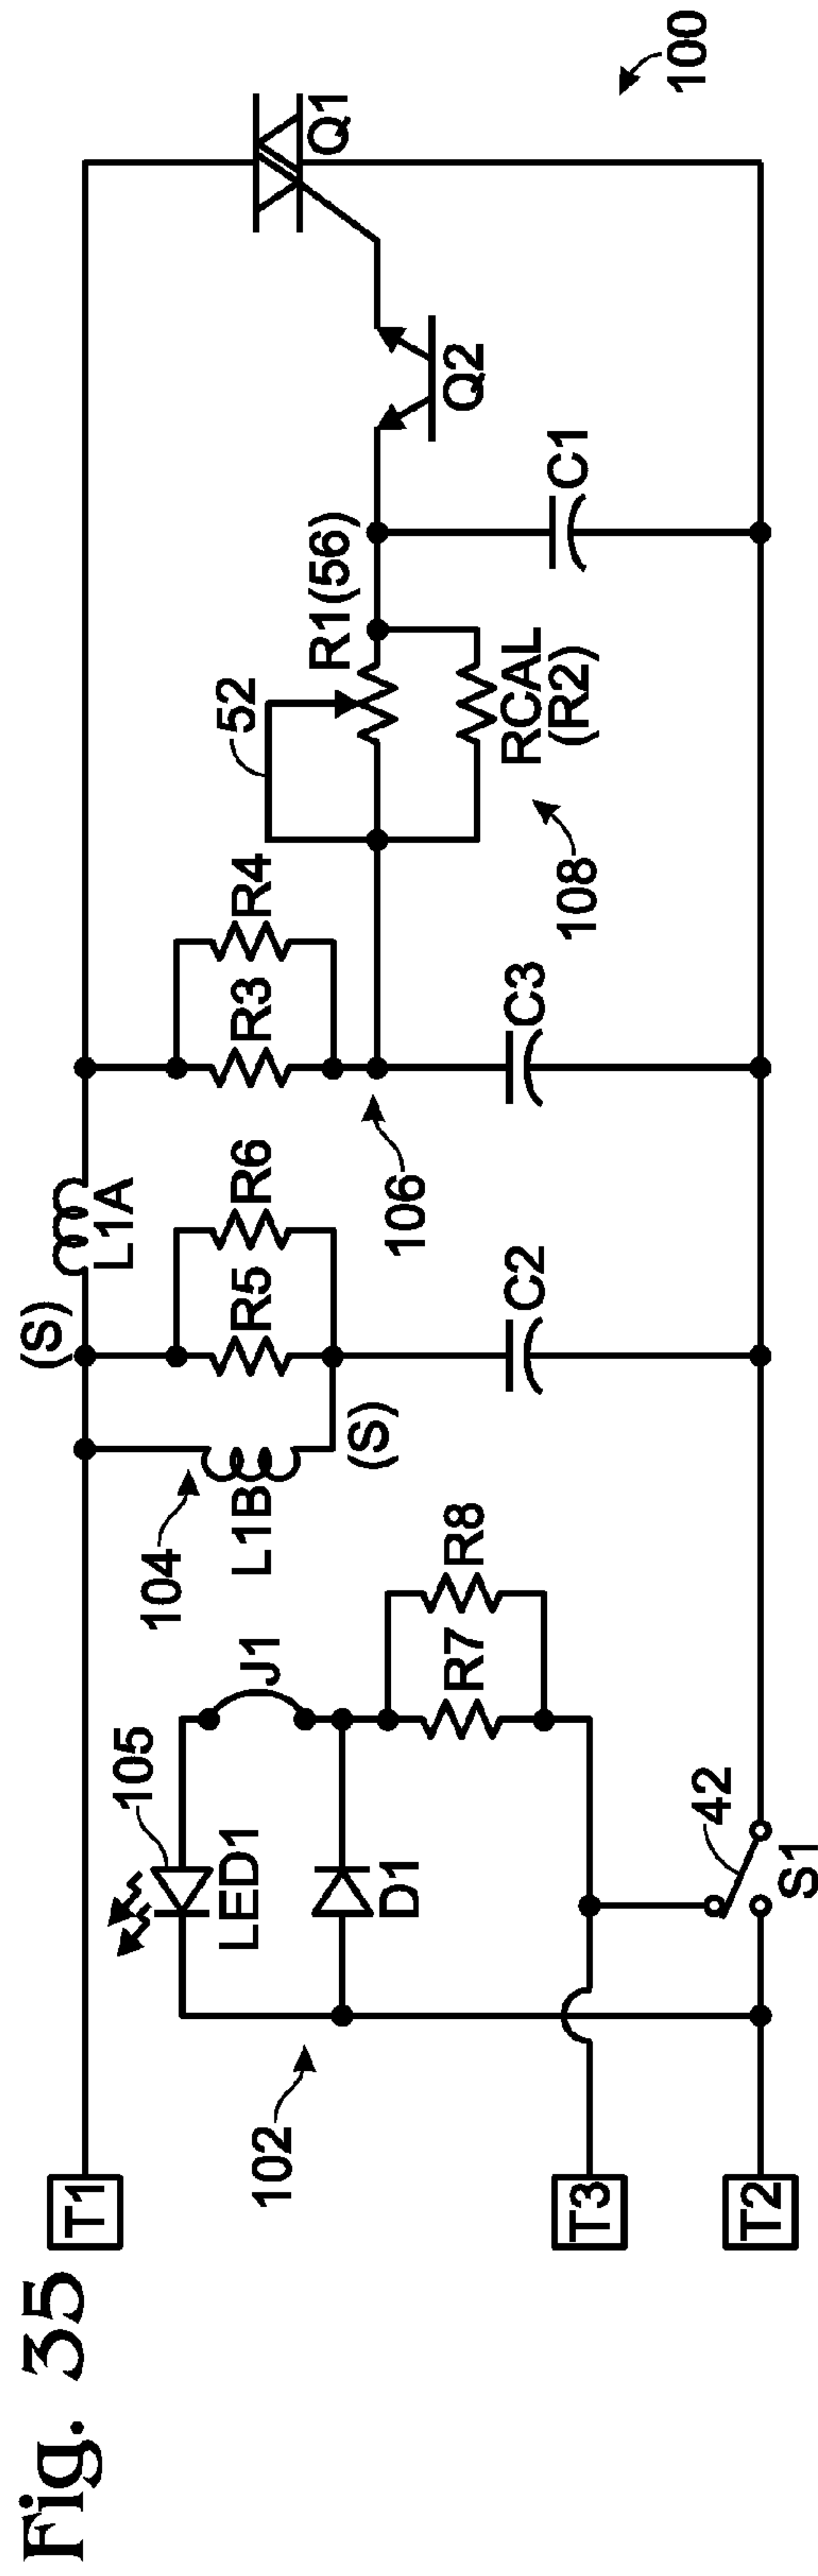 Fig. 35
T1
T3
T2
102
105
LED1
D1
J1
R7
R8
42
S1
104
L1B
(S)
(S)
L1A
R5
R6
C2
106
R3
R4
C3
52
R1(56)
RCAL
(R2)
108
C1
Q2
Q1
100